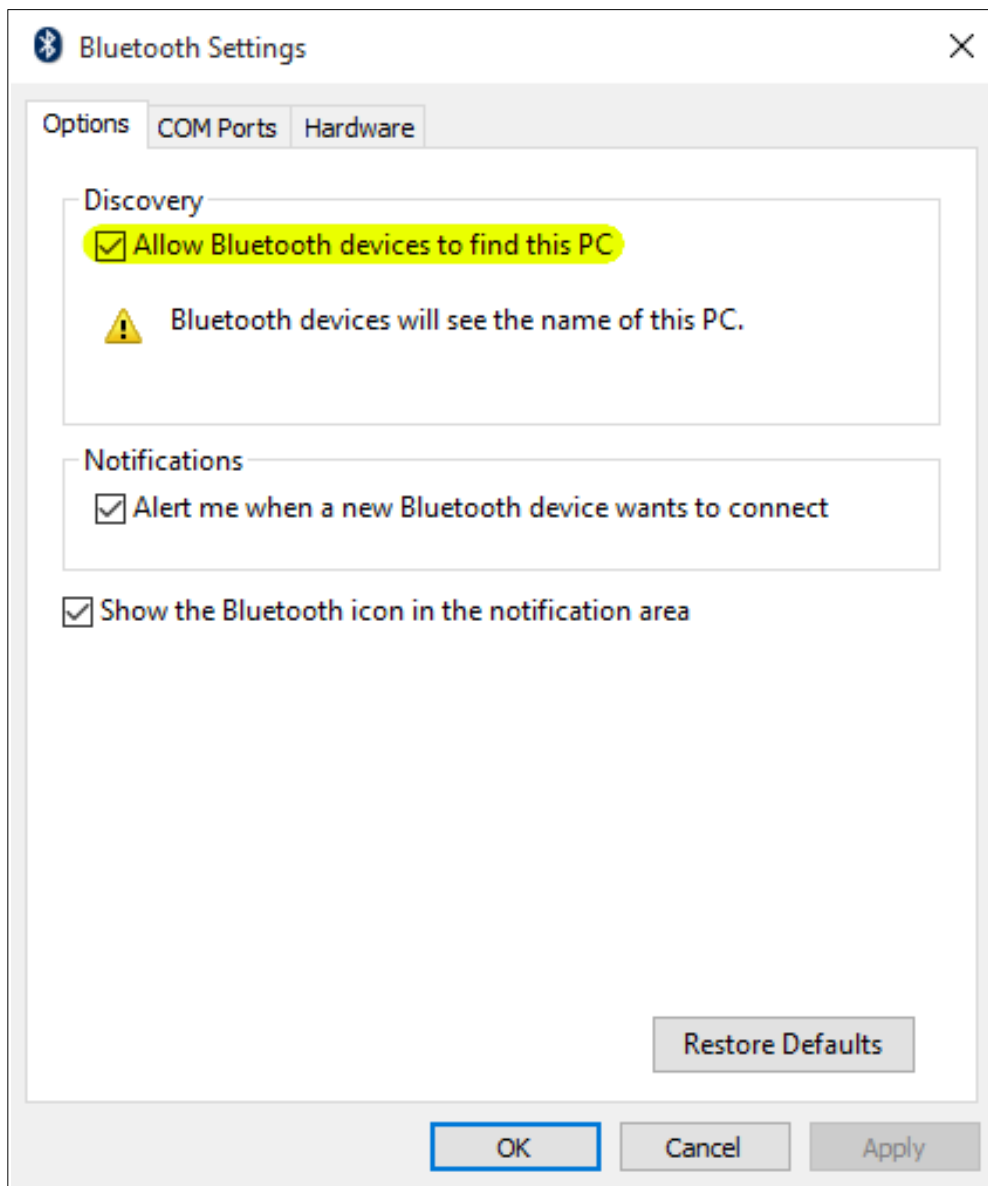 Bluetooth Settings
Options COM Ports Hardware
Discovery
Allow Bluetooth devices to find this PC
Bluetooth devices will see the name of this PC.
Notifications
Alert me when a new Bluetooth device wants to connect
Show the Bluetooth icon in the notification area
Restore Defaults
OK Cancel Apply